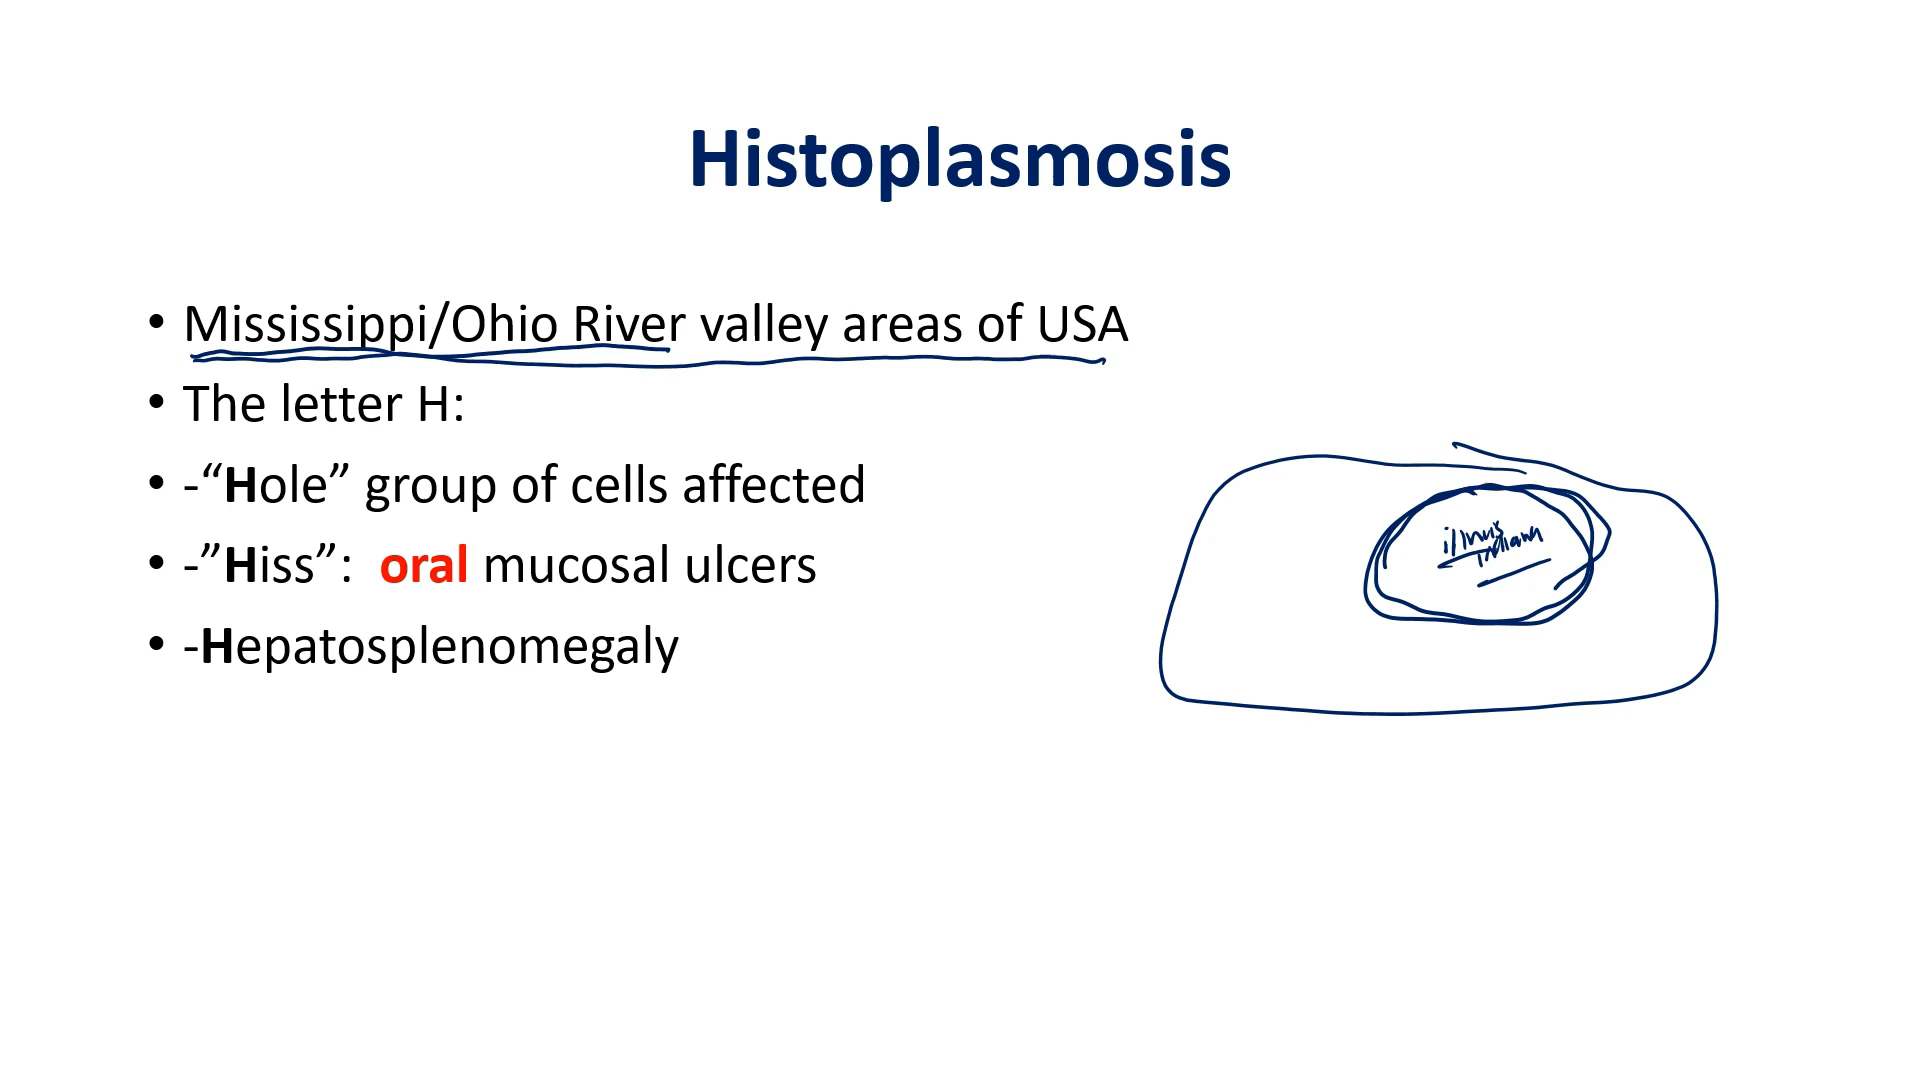 Histoplasmosis
• Mississippi/Ohio River valley areas of USA
• The letter H:
• -“Hole” group of cells affected
• -”Hiss”: oral mucosal ulcers
• -Hepatosplenomegaly